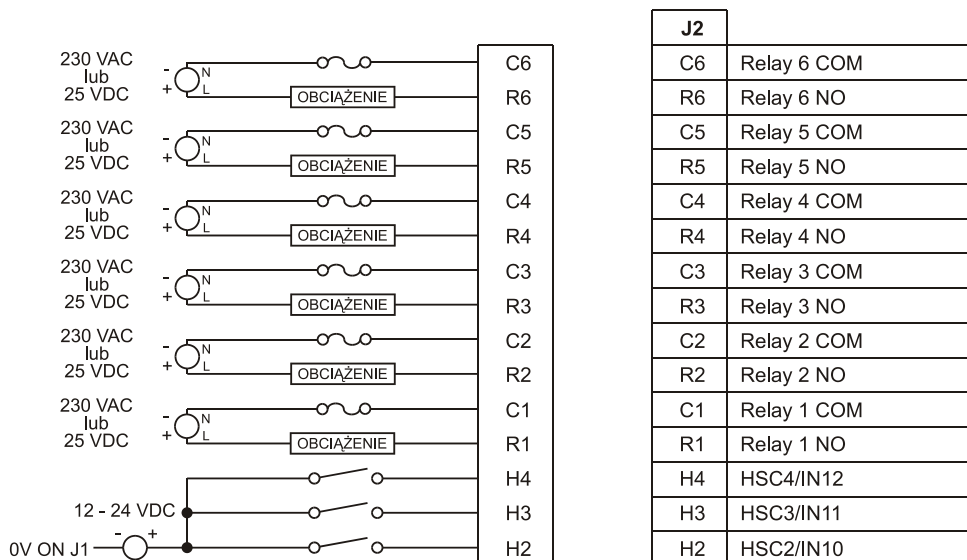 230 VAC
lub
25 VDC
- N
+ L
OBCIĄŻENIE
C6
R6
230 VAC
lub
25 VDC
- N
+ L
OBCIĄŻENIE
C5
R5
230 VAC
lub
25 VDC
- N
+ L
OBCIĄŻENIE
C4
R4
230 VAC
lub
25 VDC
- N
+ L
OBCIĄŻENIE
C3
R3
230 VAC
lub
25 VDC
- N
+ L
OBCIĄŻENIE
C2
R2
230 VAC
lub
25 VDC
- N
+ L
OBCIĄŻENIE
C1
R1
H4
12 - 24 VDC
H3
- +
0V ON J1
H2
J2
C6 Relay 6 COM
R6 Relay 6 NO
C5 Relay 5 COM
R5 Relay 5 NO
C4 Relay 4 COM
R4 Relay 4 NO
C3 Relay 3 COM
R3 Relay 3 NO
C2 Relay 2 COM
R2 Relay 2 NO
C1 Relay 1 COM
R1 Relay 1 NO
H4 HSC4/IN12
H3 HSC3/IN11
H2 HSC2/IN10